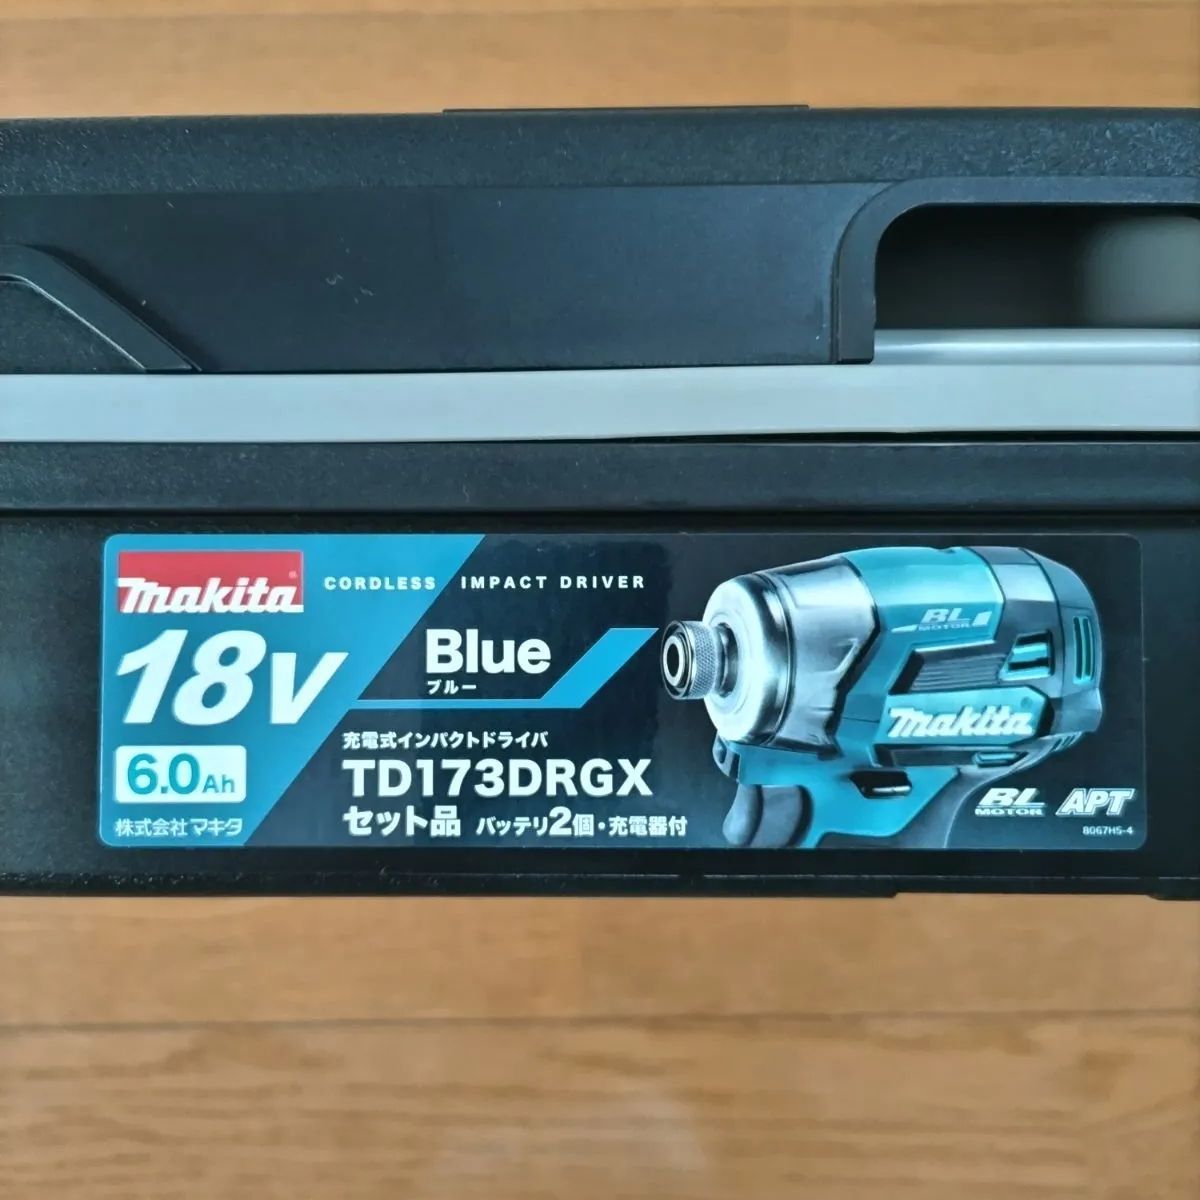 makita
CORDLESS IMPACT DRIVER
18V
Blue
ブルー
6.0Ah
株式会社マキタ
充電式インパクトドライバ
TD173DRGX
セット品 バッテリ2個・充電器付
BL
MOTOR
makita
BL
MOTOR
APT
8067H5-4